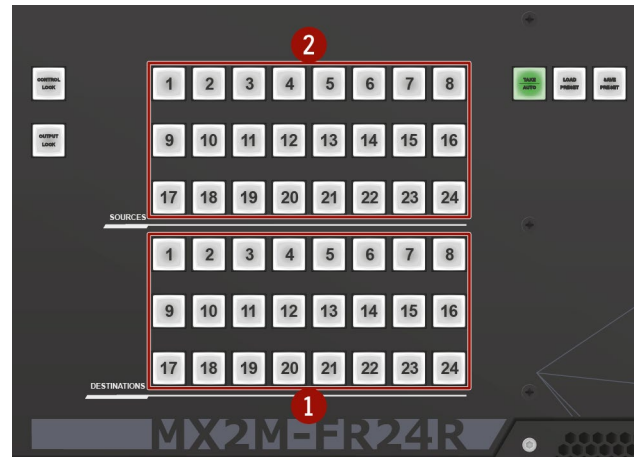 2
CONTROL LOCK
1 2 3 4 5 6 7 8
TAKE AUTO
LOAD PRESET
SAVE PRESET
OUTPUT LOCK
9 10 11 12 13 14 15 16
17 18 19 20 21 22 23 24
SOURCES
1 2 3 4 5 6 7 8
9 10 11 12 13 14 15 16
17 18 19 20 21 22 23 24
DESTINATIONS
1
MX2M-FR24R